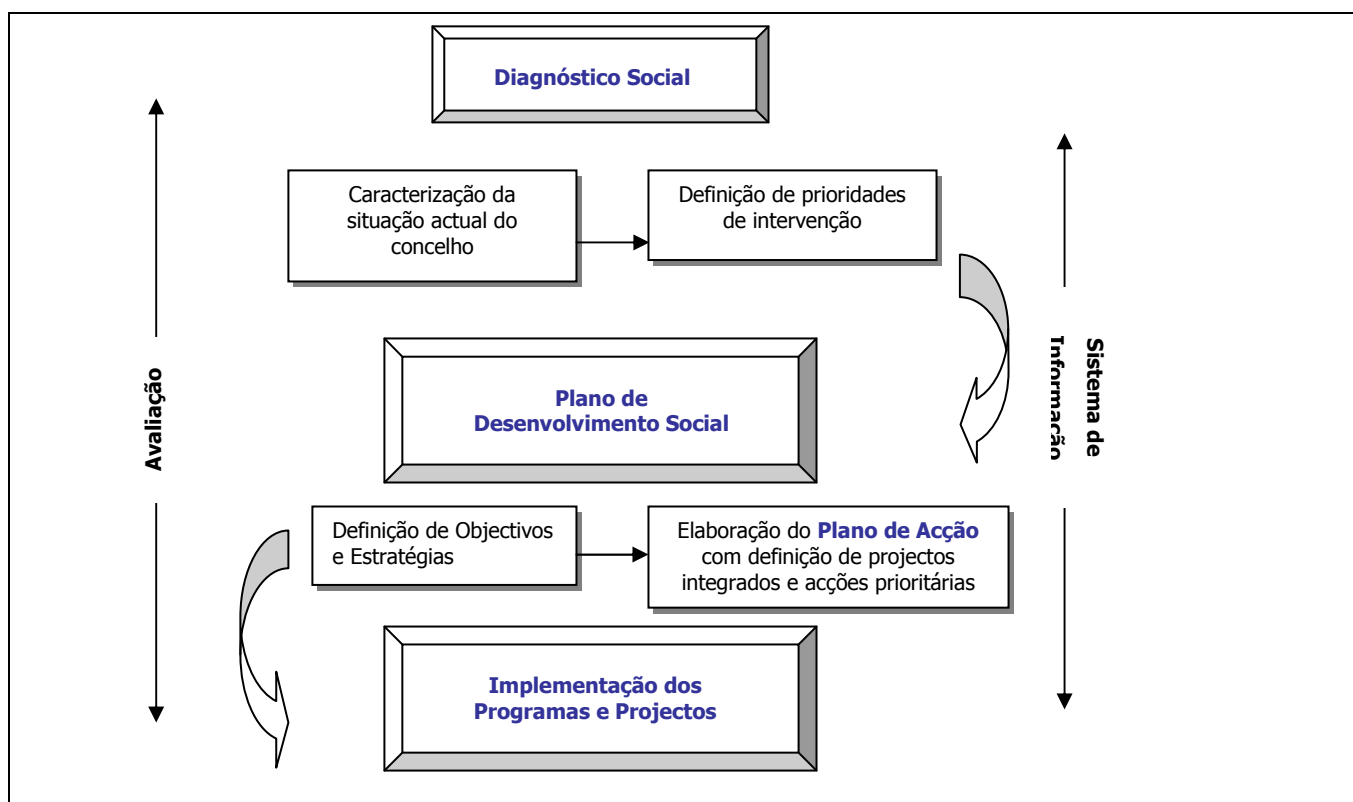 Diagnóstico Social
Caracterização da
situação actual do
concelho
Definição de prioridades
de intervenção
Avaliação
Sistema de
Informação
Plano de
Desenvolvimento Social
Definição de Objectivos
e Estratégias
Elaboração do Plano de Acção
com definição de projectos
integrados e acções prioritárias
Implementação dos
Programas e Projectos